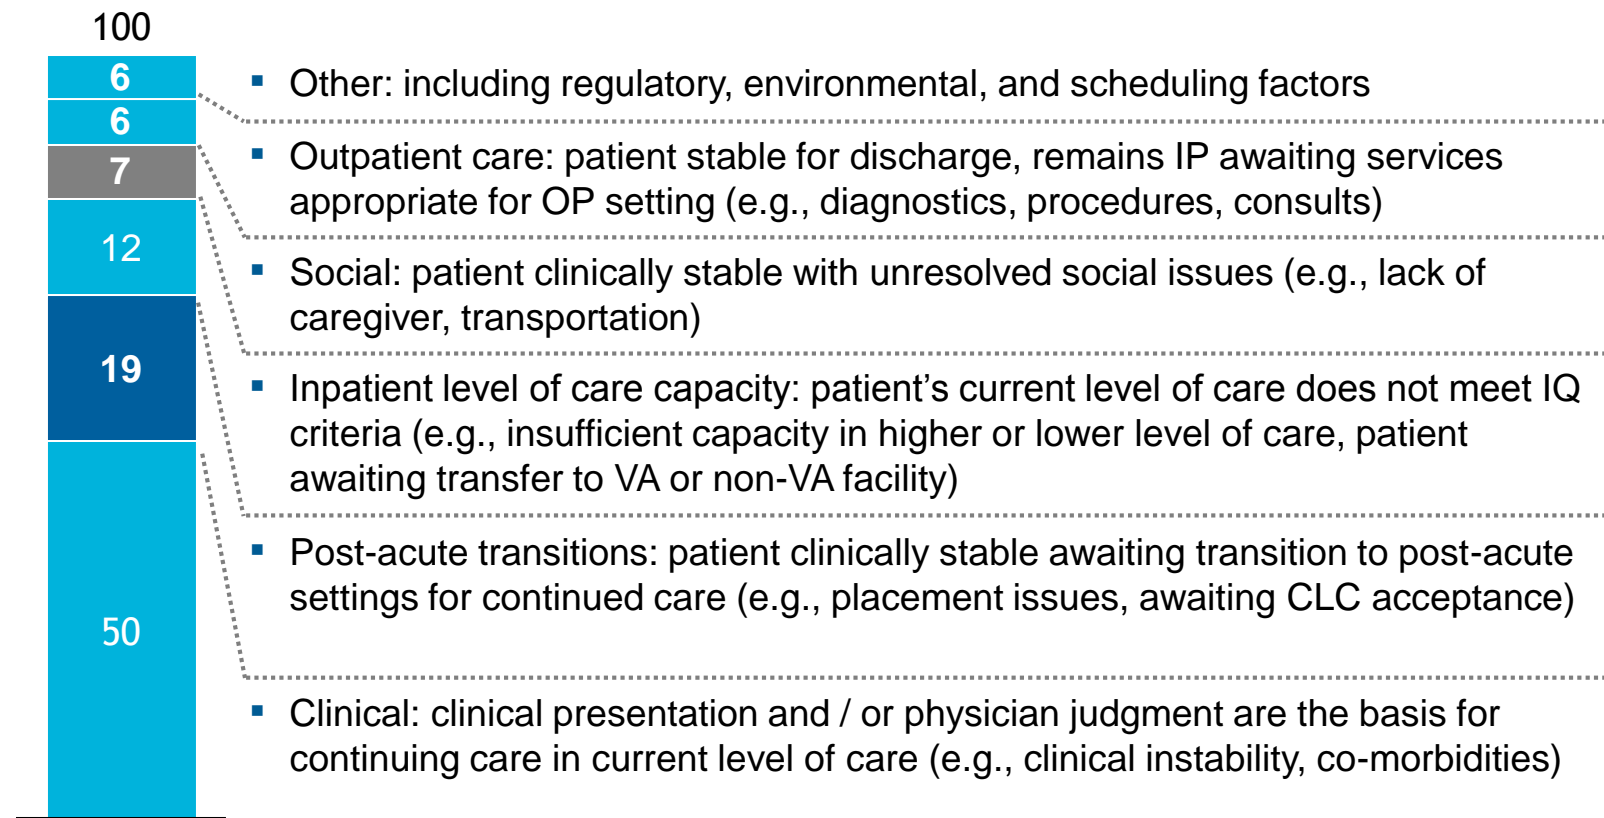 100
6
▪ Other: including regulatory, environmental, and scheduling factors
6
▪ Outpatient care: patient stable for discharge, remains IP awaiting services
appropriate for OP setting (e.g., diagnostics, procedures, consults)
7
▪ Social: patient clinically stable with unresolved social issues (e.g., lack of
caregiver, transportation)
12
▪ Inpatient level of care capacity: patient's current level of care does not meet IQ
criteria (e.g., insufficient capacity in higher or lower level of care, patient
awaiting transfer to VA or non-VA facility)
19
▪ Post-acute transitions: patient clinically stable awaiting transition to post-acute
settings for continued care (e.g., placement issues, awaiting CLC acceptance)
50
▪ Clinical: clinical presentation and / or physician judgment are the basis for
continuing care in current level of care (e.g., clinical instability, co-morbidities)